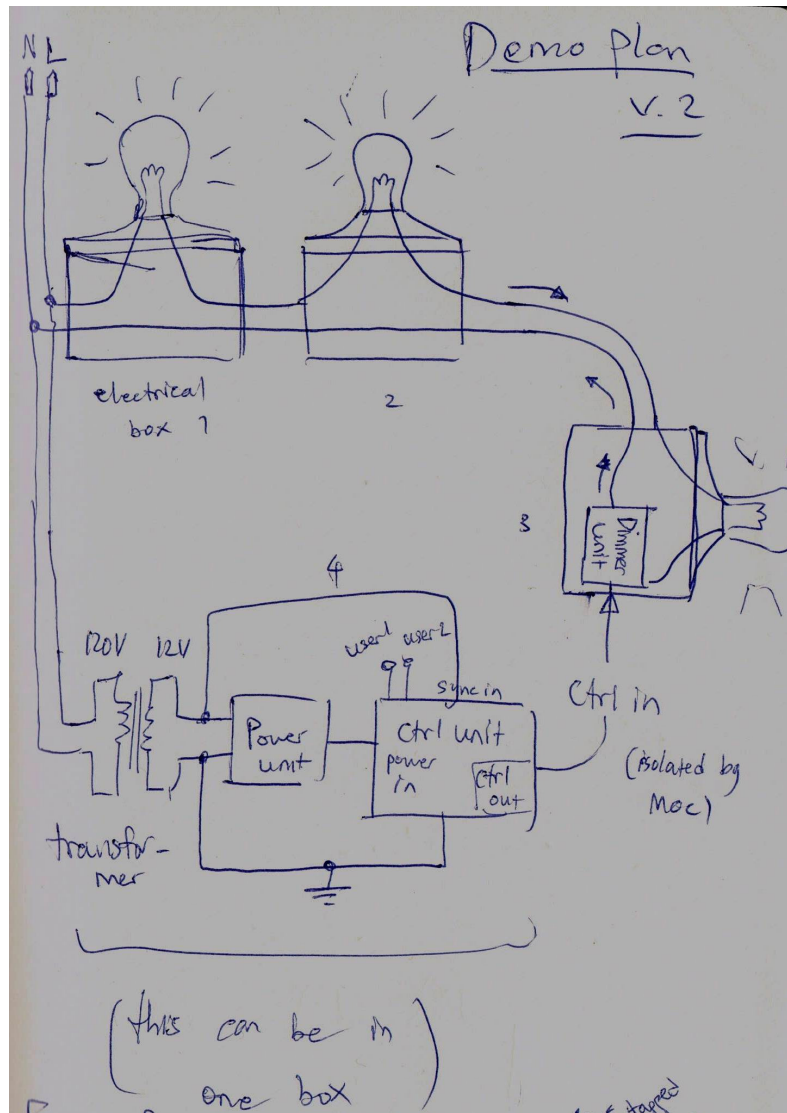 N L
Demo Plan
V. 2
electrical
box 1
2
3
Dimmer
unit
4
120V
12V
user1
user2
sync in
Power
unit
Ctrl unit
power
in
Ctrl
out
Ctrl in
(isolated by
MOC)
transfor-
mer
(this can be in
one box)